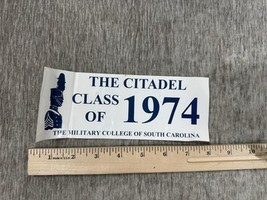 THE CITADEL
CLASS OF 1974
THE MILITARY COLLEGE OF SOUTH CAROLINA